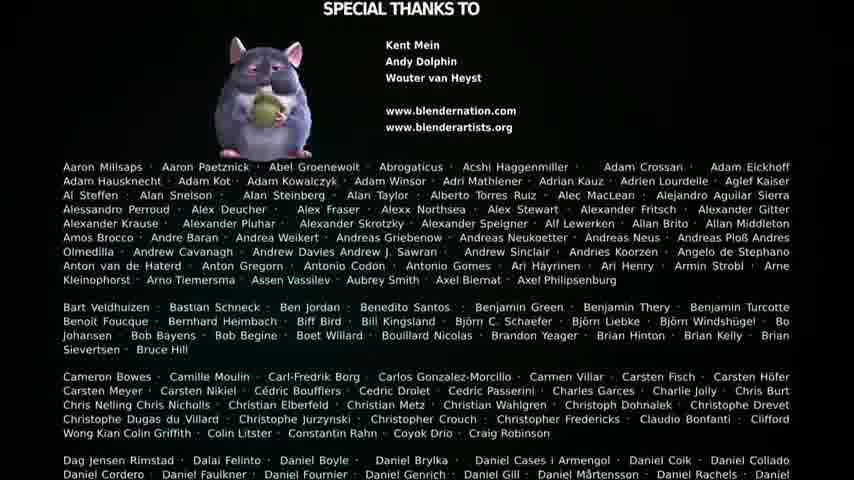 SPECIAL THANKS TO
Kent Mein
Andy Dolphin
Wouter van Heyst
www.blendernation.com
www.blenderartists.org
Aaron Millsaps · Aaron Paetznick · Abel Groenewolt · Abrogaticus · Acshi Haggenmiller · Adam Crossan · Adam Eickhoff
Adam Hausknecht · Adam Kot · Adam Kowalczyk · Adam Winsor · Adri Mathlener · Adrian Kauz · Adrien Lourdelle · Aglef Kaiser
Al Steffen · Alan Snelson · Alan Steinberg · Alan Taylor · Alberto Torres Ruiz · Alec MacLean · Alejandro Aguilar Sierra
Alessandro Perroud · Alex Deucher · Alex Fraser · Alexx Northsea · Alex Stewart · Alexander Fritsch · Alexander Gitter
Alexander Krause · Alexander Pluhar · Alexander Skrotzky · Alexander Speigner · Alf Lewerken · Allan Brito · Allan Middleton
Amos Brocco · Andre Baran · Andrea Weikert · Andreas Griebenow · Andreas Neukoetter · Andreas Neus · Andreas Ploß Andres
Olmedilla · Andrew Cavanagh · Andrew Davies Andrew J. Sawran · Andrew Sinclair · Andries Koorzen · Angelo de Stephano
Anton van de Haterd · Anton Gregorn · Antonio Codon · Antonio Gomes · Ari Häyrinen · Ari Henry · Armin Strobi · Arne
Kleinophorst · Arno Tiemersma · Assen Vassilev · Aubrey Smith · Axel Biemat · Axel Philipsenburg
Bart Veldhuizen · Bastian Schneck · Ben Jordan · Benedito Santos · Benjamin Green · Benjamin Thery · Benjamin Turcotte
Benoit Foucque · Bernhard Heimbach · Biff Bird · Bill Kingsland · Björn C. Schaefer · Björn Liebke · Björn Windshügel · Bo
Johansen · Bob Bayens · Bob Begine · Boet Willard · Bouillard Nicolas · Brandon Yeager · Brian Hinton · Brian Kelly · Brian
Sievertsen · Bruce Hill
Cameron Bowes · Camille Moulin · Carl-Fredrik Borg · Carlos Gonzalez-Morcillo · Carmen Villar · Carsten Fisch · Carsten Höfer
Carsten Meyer · Carsten Nikiel · Cédric Boufflers · Cedric Drolet · Cedric Passerini · Charles Garces · Charlie Jolly · Chris Burt
Chris Nelling Chris Nicholls · Christian Elberfeld · Christian Metz · Christian Wahlgren · Christoph Dohnalek · Christophe Drevet
Christophe Dugas du Villard · Christophe Jurzynski · Christopher Crouch · Christopher Fredericks · Claudio Bonfanti · Clifford
Wong Kian Colin Griffith · Colin Litster · Constantin Rahn · Coyok Drio · Craig Robinson
Dag Jensen Rimstad · Dalai Felinto · Daniel Boyle · Daniel Brylka · Daniel Cases i Armengol · Daniel Coik · Daniel Collado
Daniel Cordero · Daniel Faulkner · Daniel Fournier · Daniel Genrich · Daniel Gill · Daniel Mårtensson · Daniel Rachels · Daniel